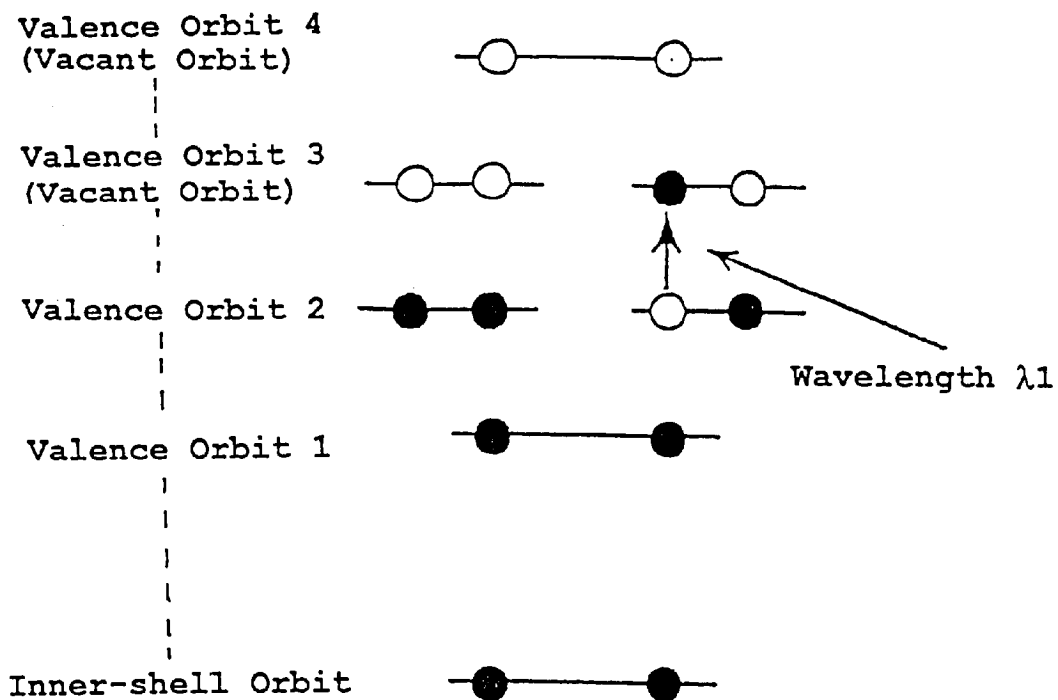 Valence Orbit 4
(Vacant Orbit)
Valence Orbit 3
(Vacant Orbit)
Valence Orbit 2
Wavelength λ1
Valence Orbit 1
Inner-shell Orbit